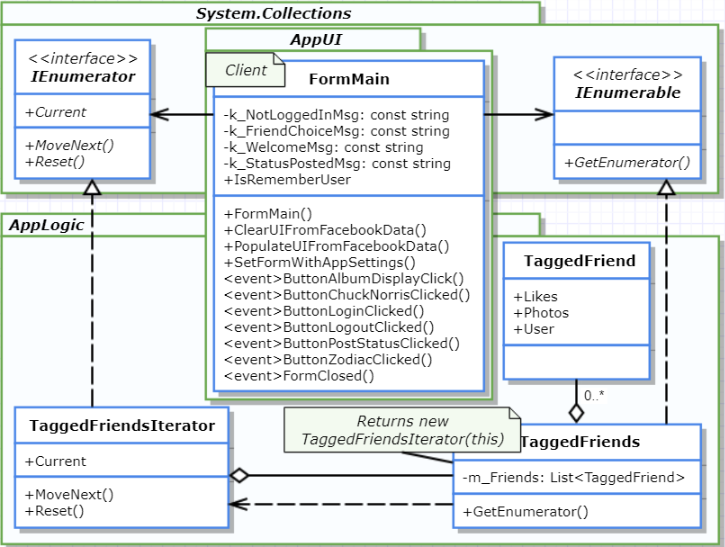 System.Collections
AppUI
Client
<<interface>>
IEnumerator
+Current
+MoveNext()
+Reset()
FormMain
-k_NotLoggedInMsg: const string
-k_FriendChoiceMsg: const string
-k_WelcomeMsg: const string
-k_StatusPostedMsg: const string
+IsRememberUser
+FormMain()
+ClearUIFromFacebookData()
+PopulateUIFromFacebookData()
+SetFormWithAppSettings()
<event>ButtonAlbumDisplayClick()
<event>ButtonChuckNorrisClicked()
<event>ButtonLoginClicked()
<event>ButtonLogoutClicked()
<event>ButtonPostStatusClicked()
<event>ButtonZodiacClicked()
<event>FormClosed()
<<interface>>
IEnumerable
+GetEnumerator()
AppLogic
TaggedFriend
+Likes
+Photos
+User
0..*
TaggedFriendsIterator
+Current
+MoveNext()
+Reset()
Returns new
TaggedFriendsIterator(this)
TaggedFriends
-m_Friends: List<TaggedFriend>
+GetEnumerator()